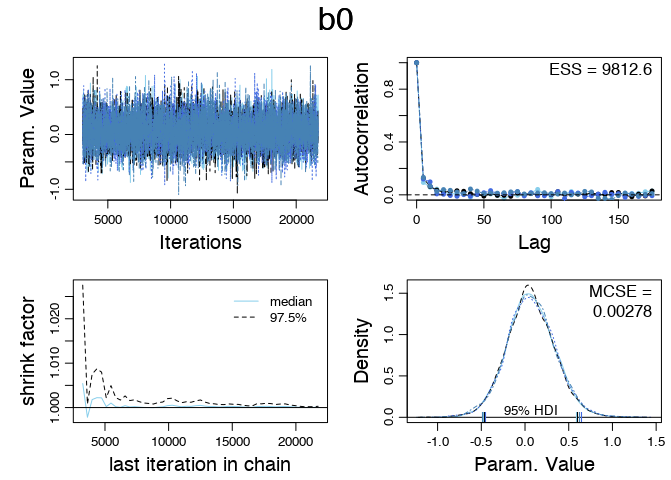 b0
Param. Value
-1.0 0.0 1.0
5000 10000 15000 20000
Iterations
Autocorrelation
0.0 0.4 0.8
ESS = 9812.6
0 50 100 150
Lag
shrink factor
1.000 1.010 1.020
median
97.5%
5000 10000 15000 20000
last iteration in chain
Density
0.0 0.5 1.0 1.5
MCSE =
0.00278
95% HDI
-1.0 -0.5 0.0 0.5 1.0 1.5
Param. Value